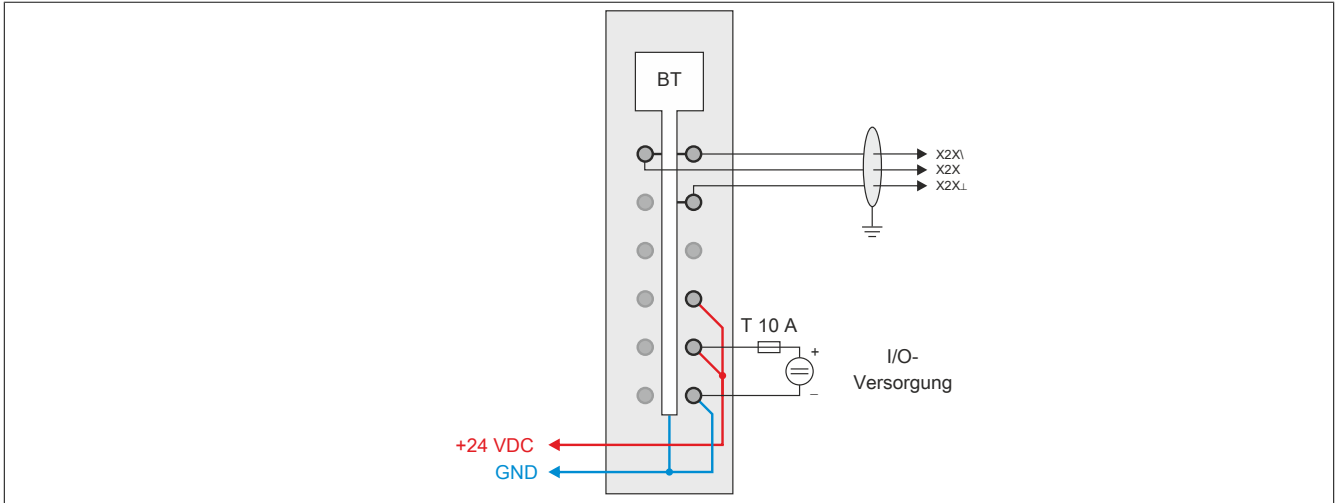 BT
X2X\
X2X
X2X⊥
T 10 A
+
I/O-
Versorgung
–
+24 VDC
GND